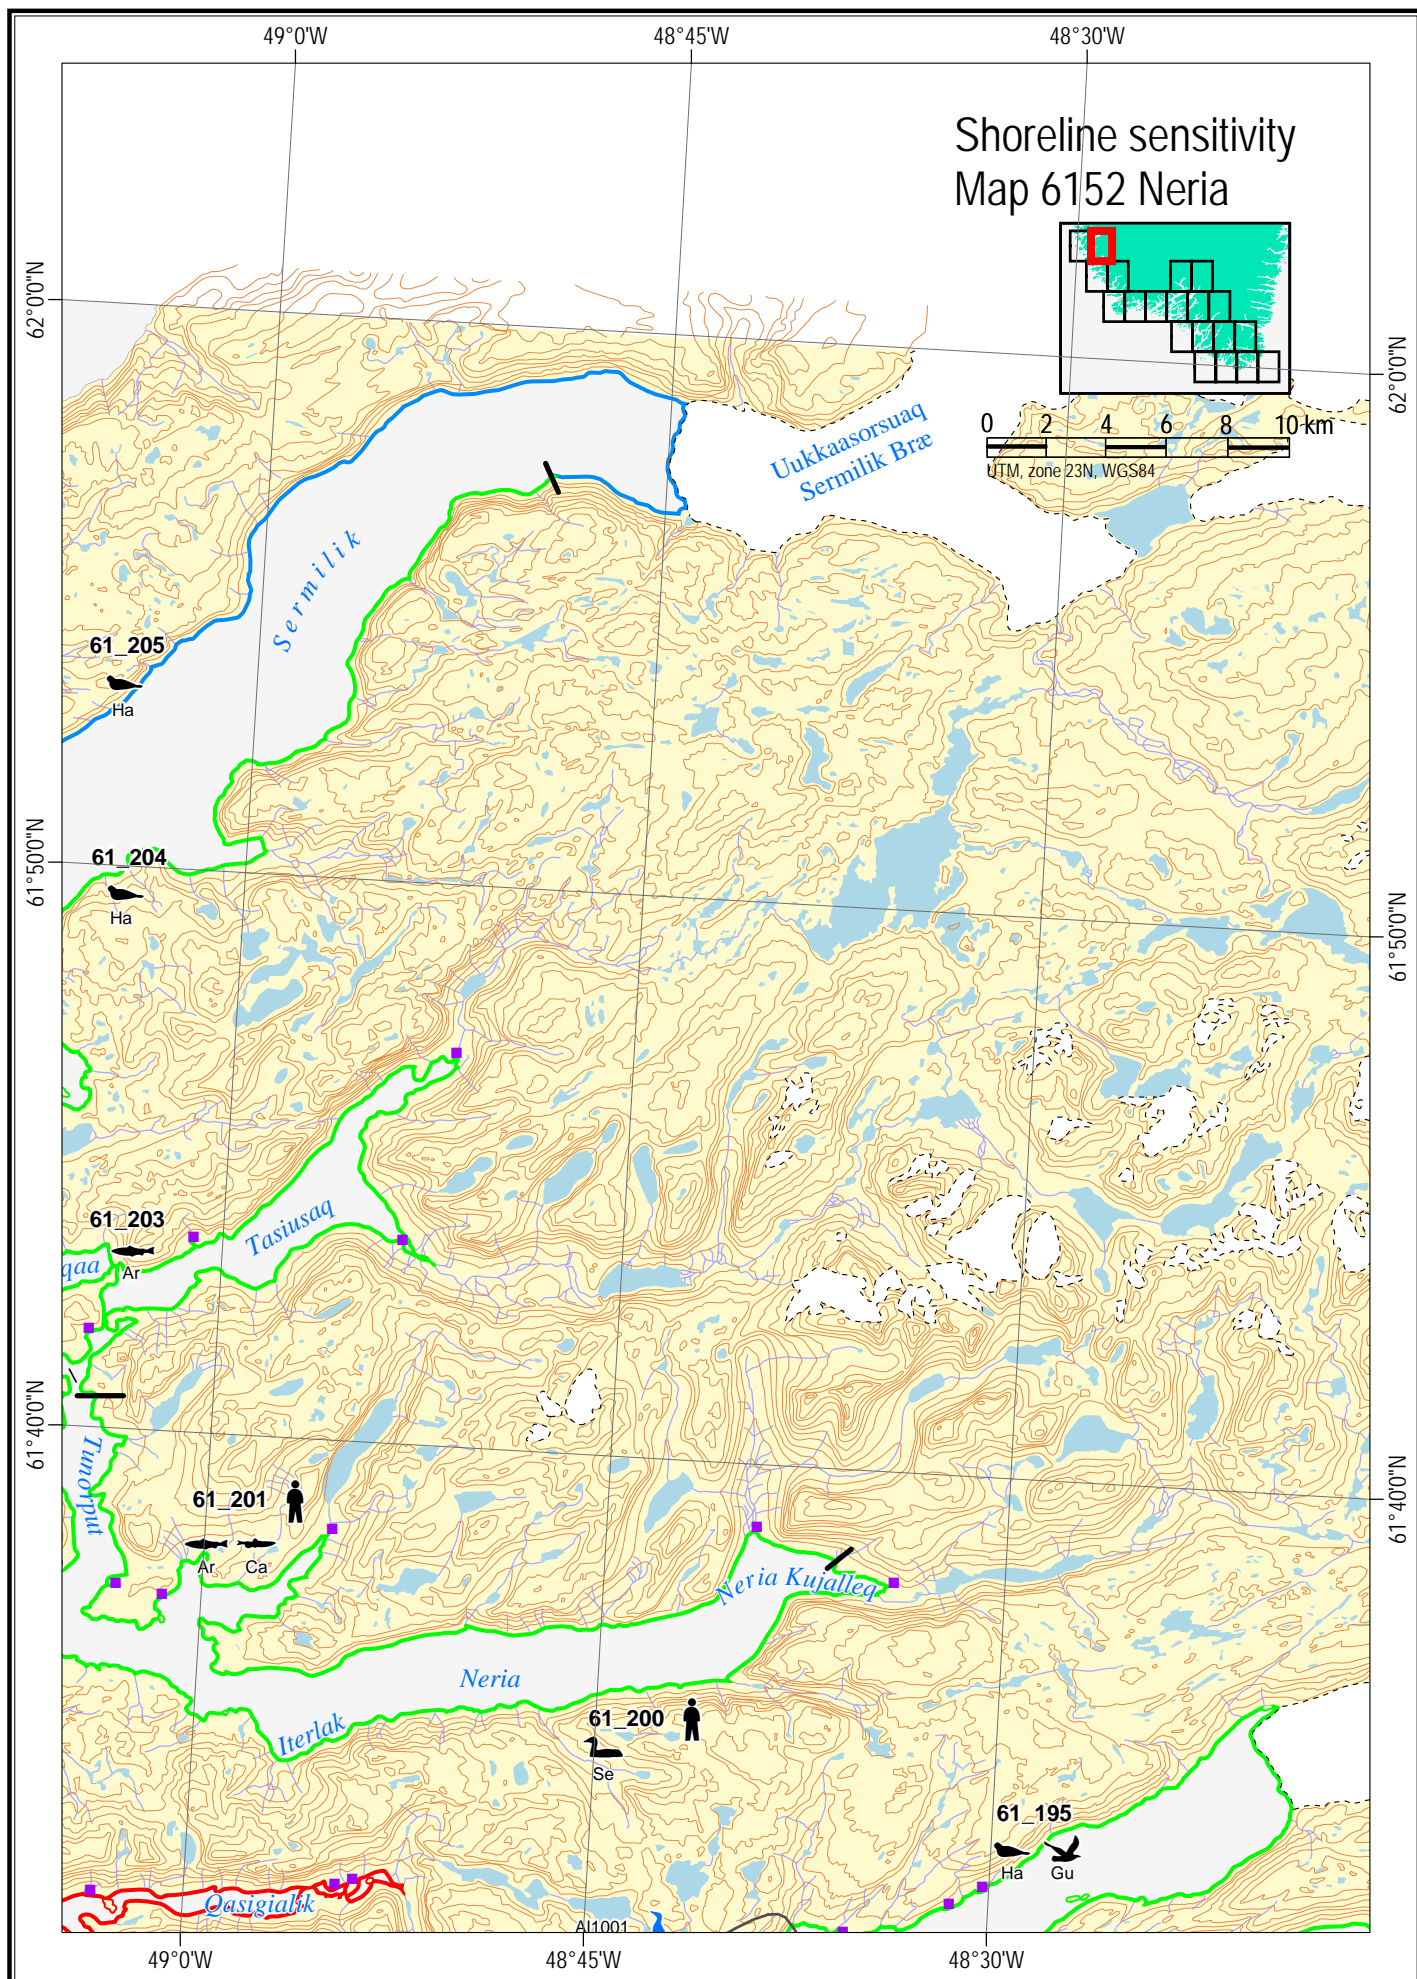 49°0'W 48°45'W 48°30'W
Shoreline sensitivity
Map 6152 Neria
62°0'0"N
62°0'0"N
0 2 4 6 8 10 km
UTM, zone 23N, WGS84
Uukkaasorsuaq
Sermilik Bræ
Sermilik
61_205
Ha
61_204
Ha
61°50'0"N
61°50'0"N
61_203
Ar
qaa
Tasiusaq
61°40'0"N
61°40'0"N
Tunorput
61_201
Ar Ca
Neria Kujalleq
Neria
Iterlak
61_200
Se
61_195
Ha Gu
Qasigialik
Al1001
49°0'W 48°45'W 48°30'W